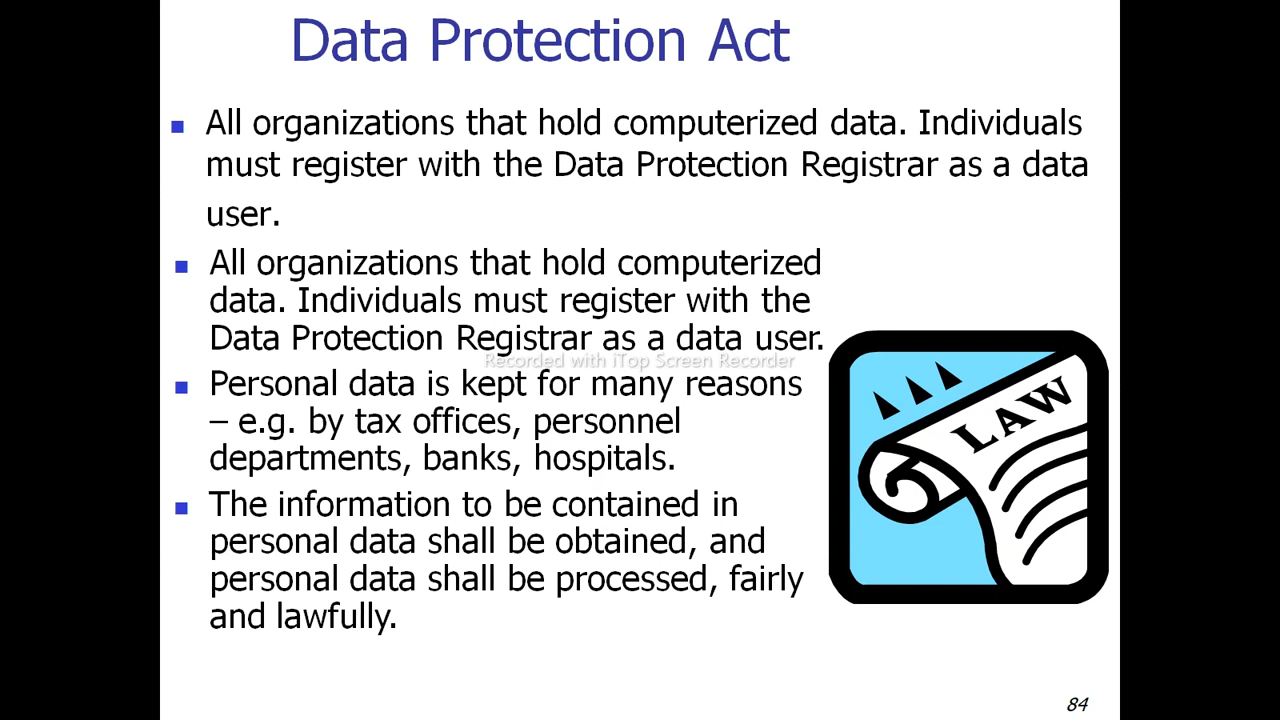 Data Protection Act
All organizations that hold computerized data. Individuals
must register with the Data Protection Registrar as a data
user.
All organizations that hold computerized
data. Individuals must register with the
Data Protection Registrar as a data user.
Recorded with iTop Screen Recorder
Personal data is kept for many reasons
– e.g. by tax offices, personnel
departments, banks, hospitals.
The information to be contained in
personal data shall be obtained, and
personal data shall be processed, fairly
and lawfully.
LAW
84